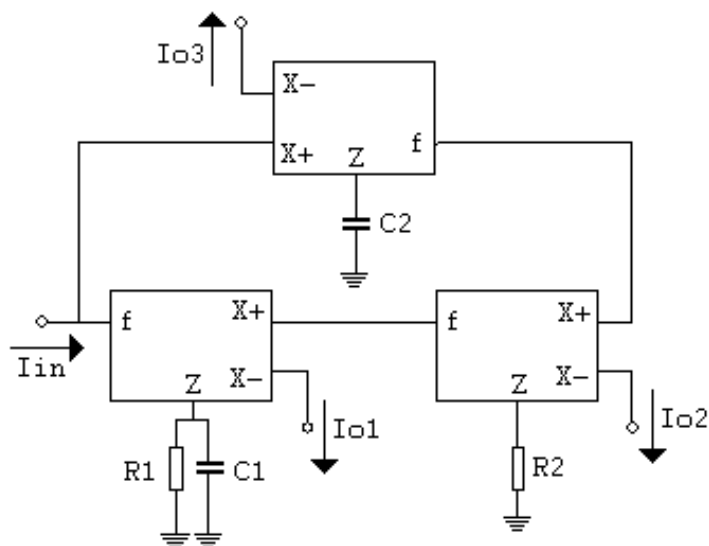 Io3
X-
X+
Z
f
C2
Iin
f
X+
X-
Z
R1
C1
Io1
f
X+
X-
Z
R2
Io2